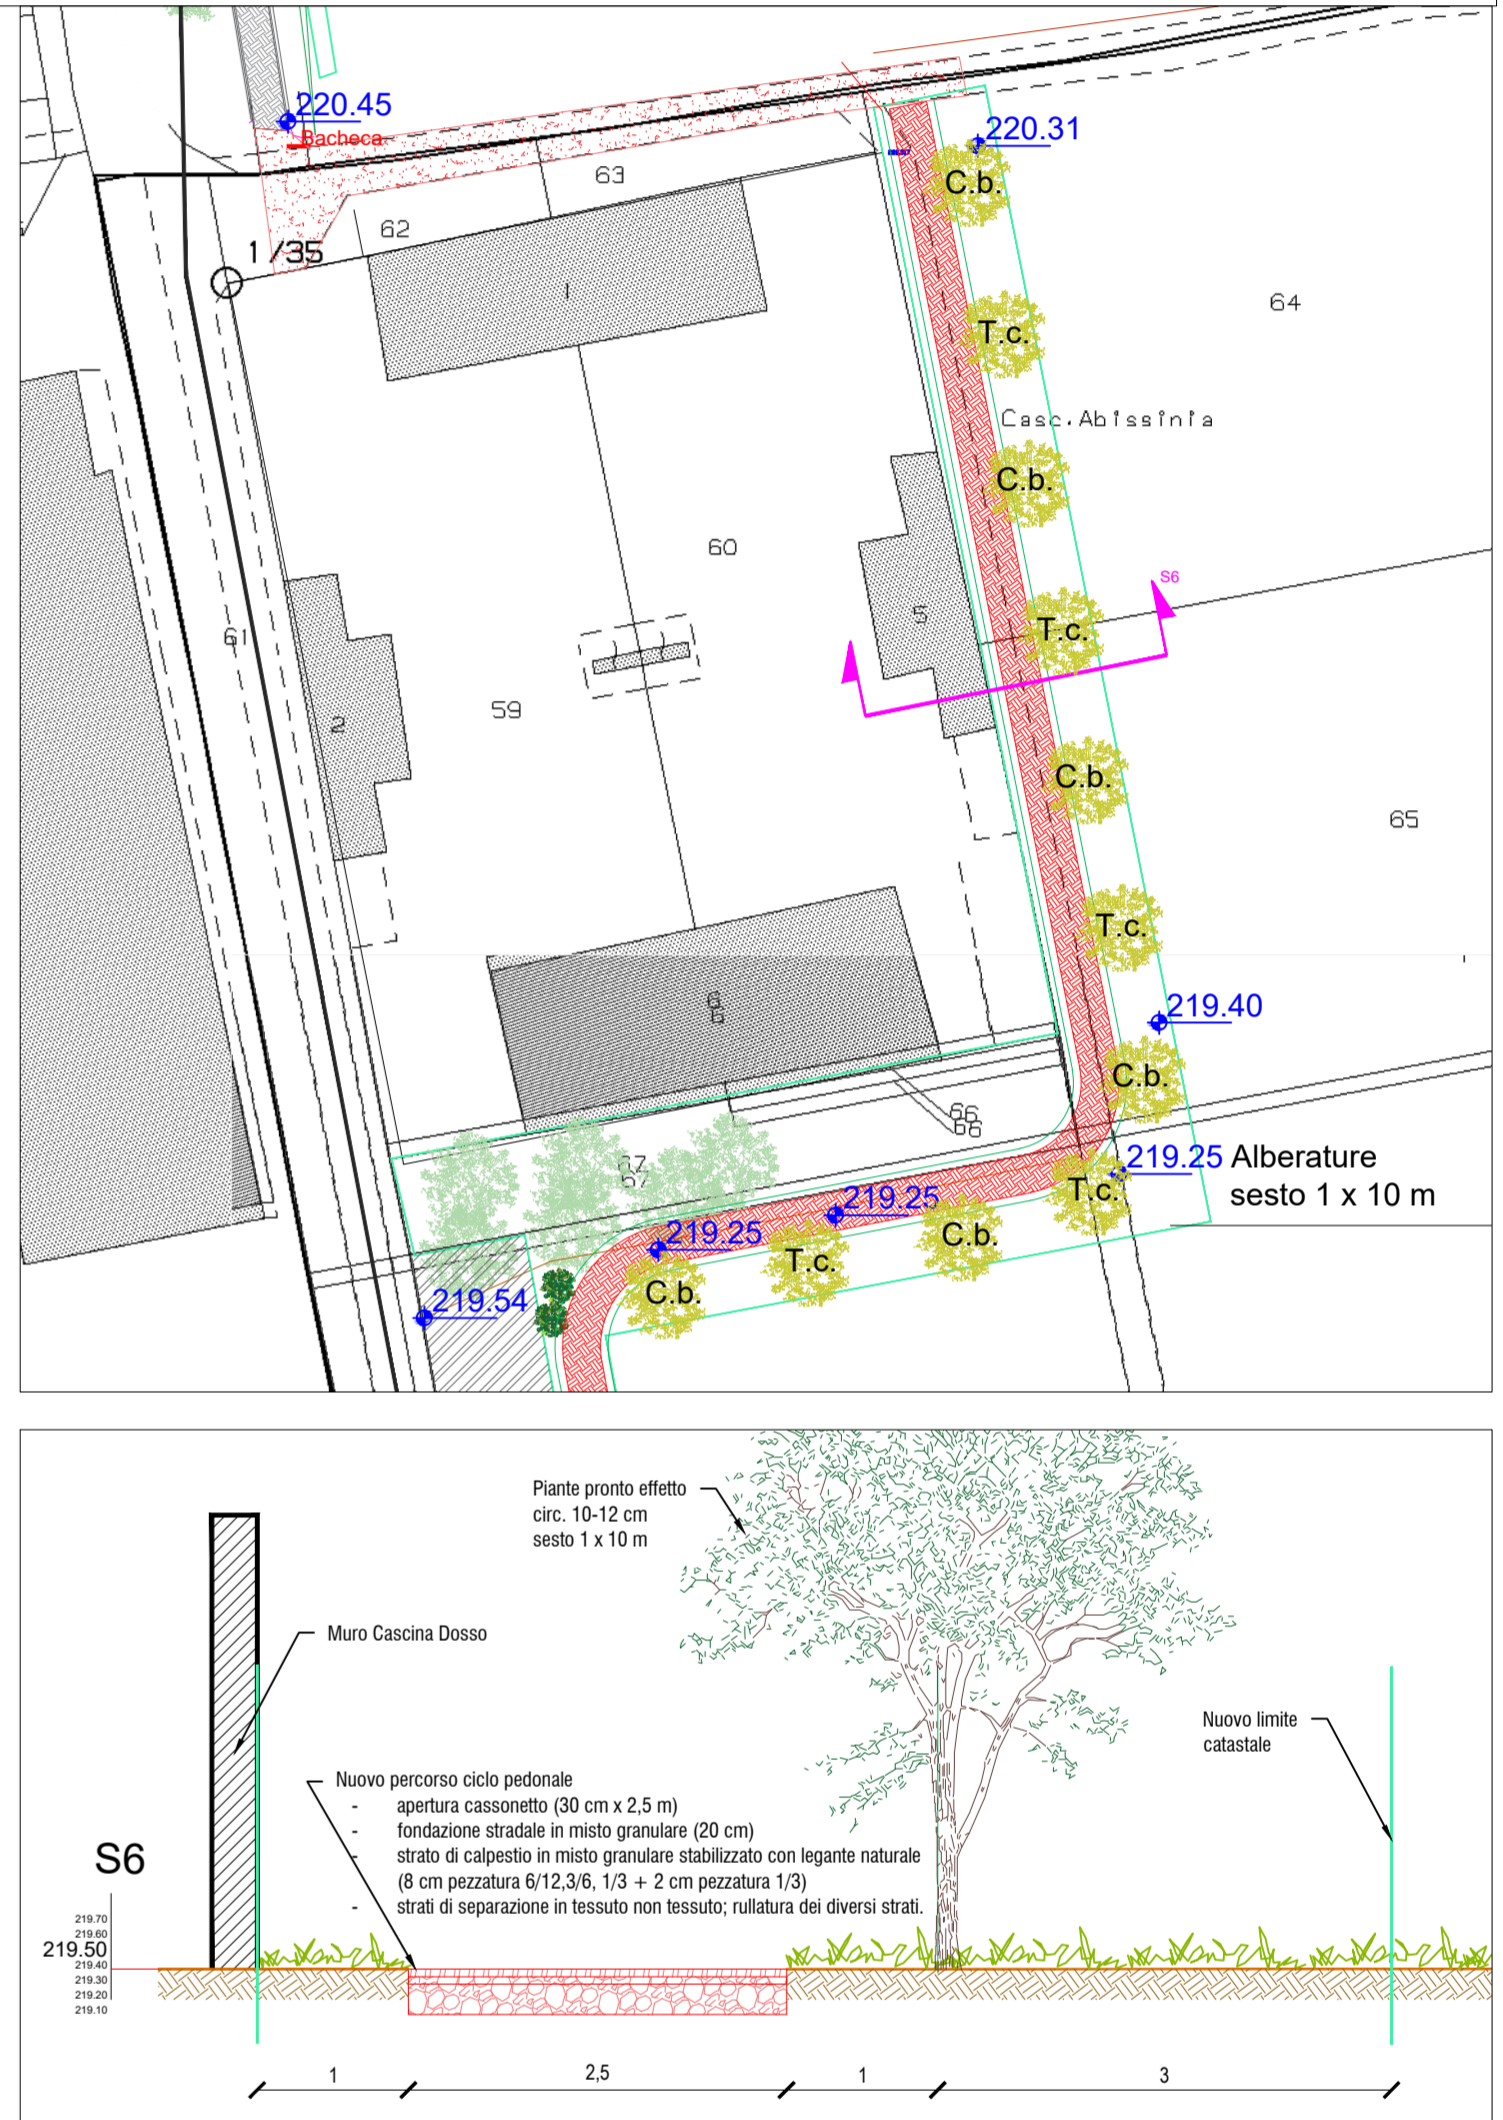 220.45
Bacheca
220.31
C.b.
63
62
1/35
1
64
T.c.
Casc.Abissinia
C.b.
60
S6
61
5
T.c.
59
2
C.b.
65
T.c.
6
6
219.40
C.b.
66
66
219.25
Alberature
sesto 1 x 10 m
67
67
T.c.
219.25
219.25
C.b.
T.c.
C.b.
219.54
Piante pronto effetto
circ. 10-12 cm
sesto 1 x 10 m
Muro Cascina Dosso
Nuovo limite
catastale
Nuovo percorso ciclo pedonale
- apertura cassonetto (30 cm x 2,5 m)
- fondazione stradale in misto granulare (20 cm)
- strato di calpestio in misto granulare stabilizzato con legante naturale
(8 cm pezzatura 6/12,3/6, 1/3 + 2 cm pezzatura 1/3)
- strati di separazione in tessuto non tessuto; rullatura dei diversi strati.
S6
219.70
219.60
219.50
219.40
219.30
219.20
219.10
1
2,5
1
3